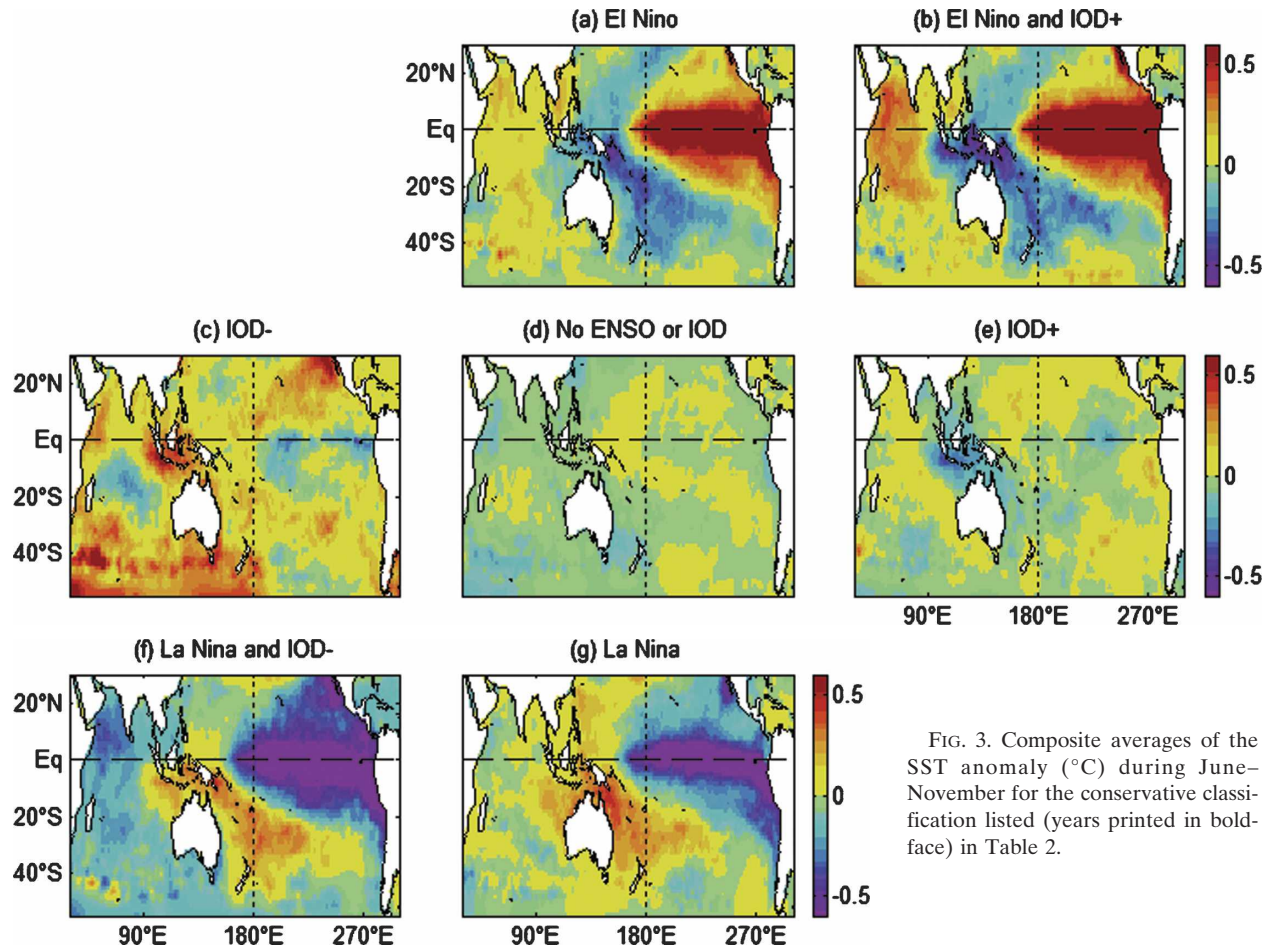 (a) El Nino
(b) El Nino and IOD+
20°N
Eq
20°S
40°S
0.5
0
-0.5
(c) IOD-
(d) No ENSO or IOD
(e) IOD+
20°N
Eq
20°S
40°S
0.5
0
-0.5
90°E
180°E
270°E
(f) La Nina and IOD-
(g) La Nina
20°N
Eq
20°S
40°S
0.5
0
-0.5
90°E
180°E
270°E
90°E
180°E
270°E
FIG. 3. Composite averages of the
SST anomaly (°C) during June–
November for the conservative classi-
fication listed (years printed in bold-
face) in Table 2.